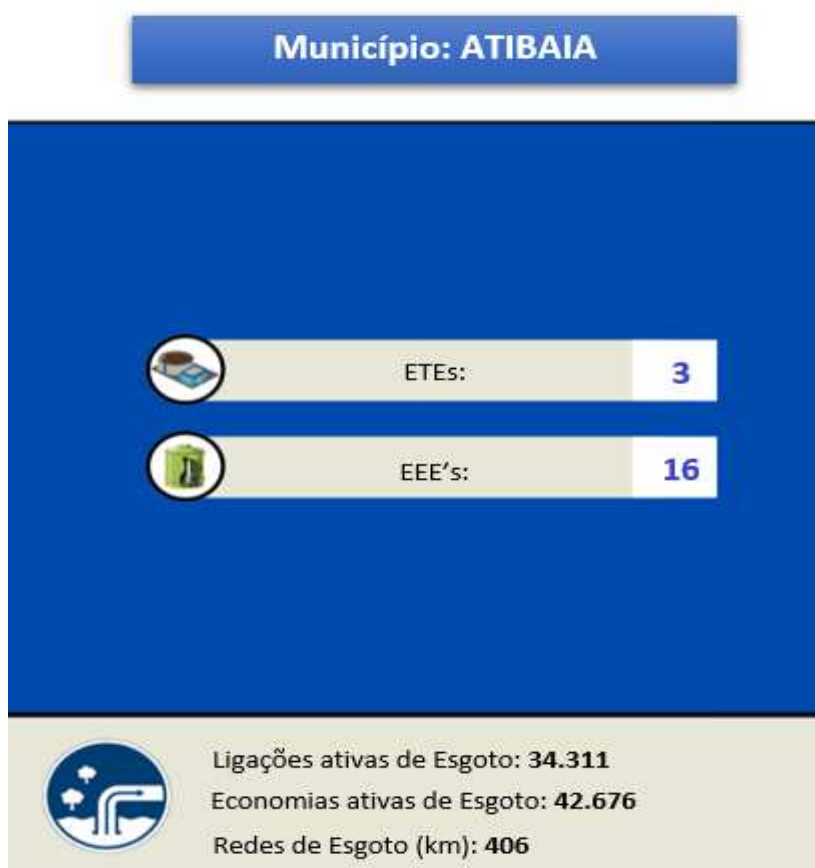 Município: ATIBAIA
ETEs: 3
EEE's: 16
Ligações ativas de Esgoto: 34.311
Economias ativas de Esgoto: 42.676
Redes de Esgoto (km): 406